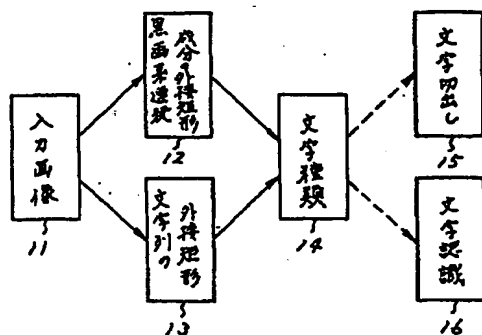 入力画像
11
黒画素連結
成分の外接短形
12
文字列の
外接短形
13
文字種類
14
文字切出し
15
文字認識
16